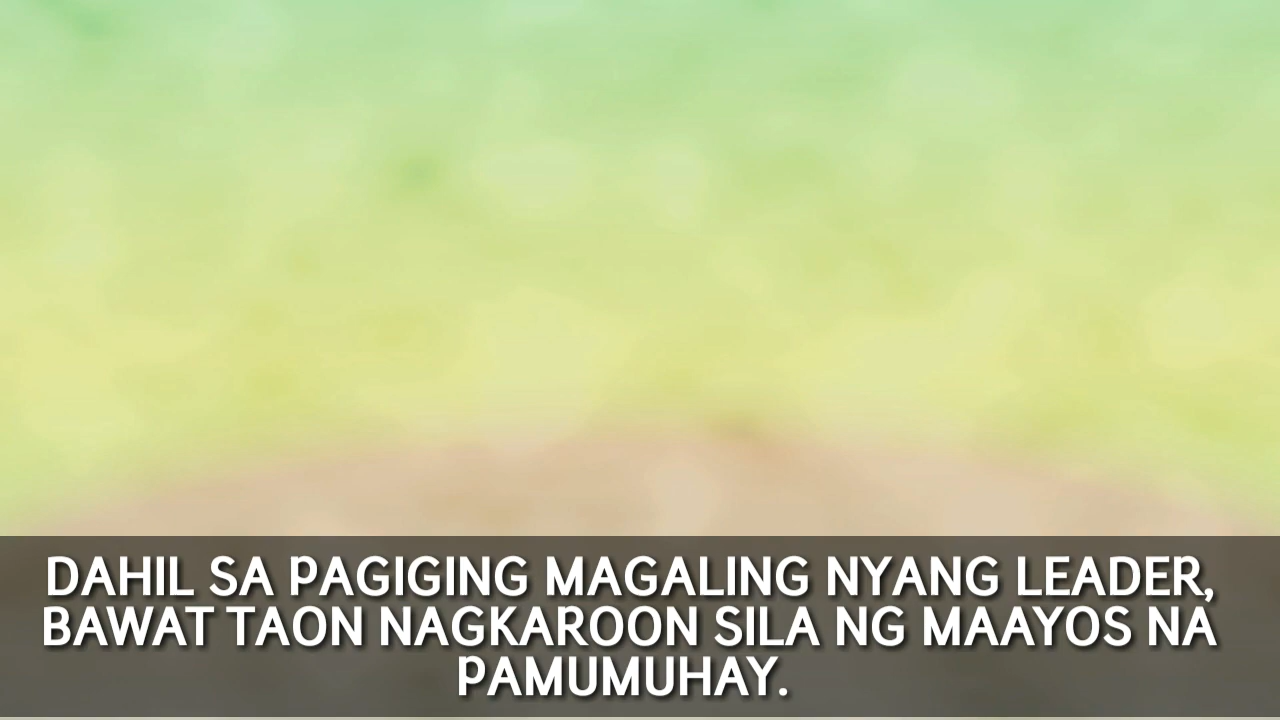 DAHIL SA PAGIGING MAGALING NYANG LEADER,
BAWAT TAON NAGKAROON SILA NG MAAYOS NA
PAMUMUHAY.